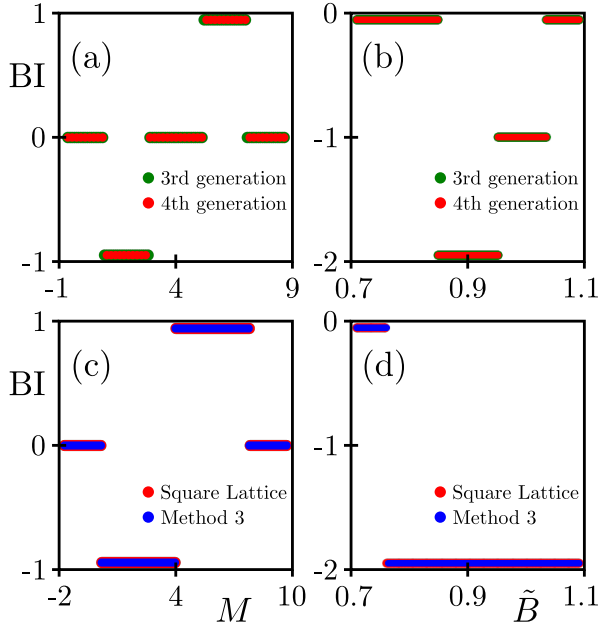 1
(a)
BI
0
3rd generation
4th generation
-1
-1 4 9
0
(b)
-1
3rd generation
4th generation
-2
0.7 0.9 1.1
1
(c)
BI
0
Square Lattice
Method 3
-1
-2 4 10
M
0
(d)
-1
Square Lattice
Method 3
-2
0.7 0.9 1.1
B̃